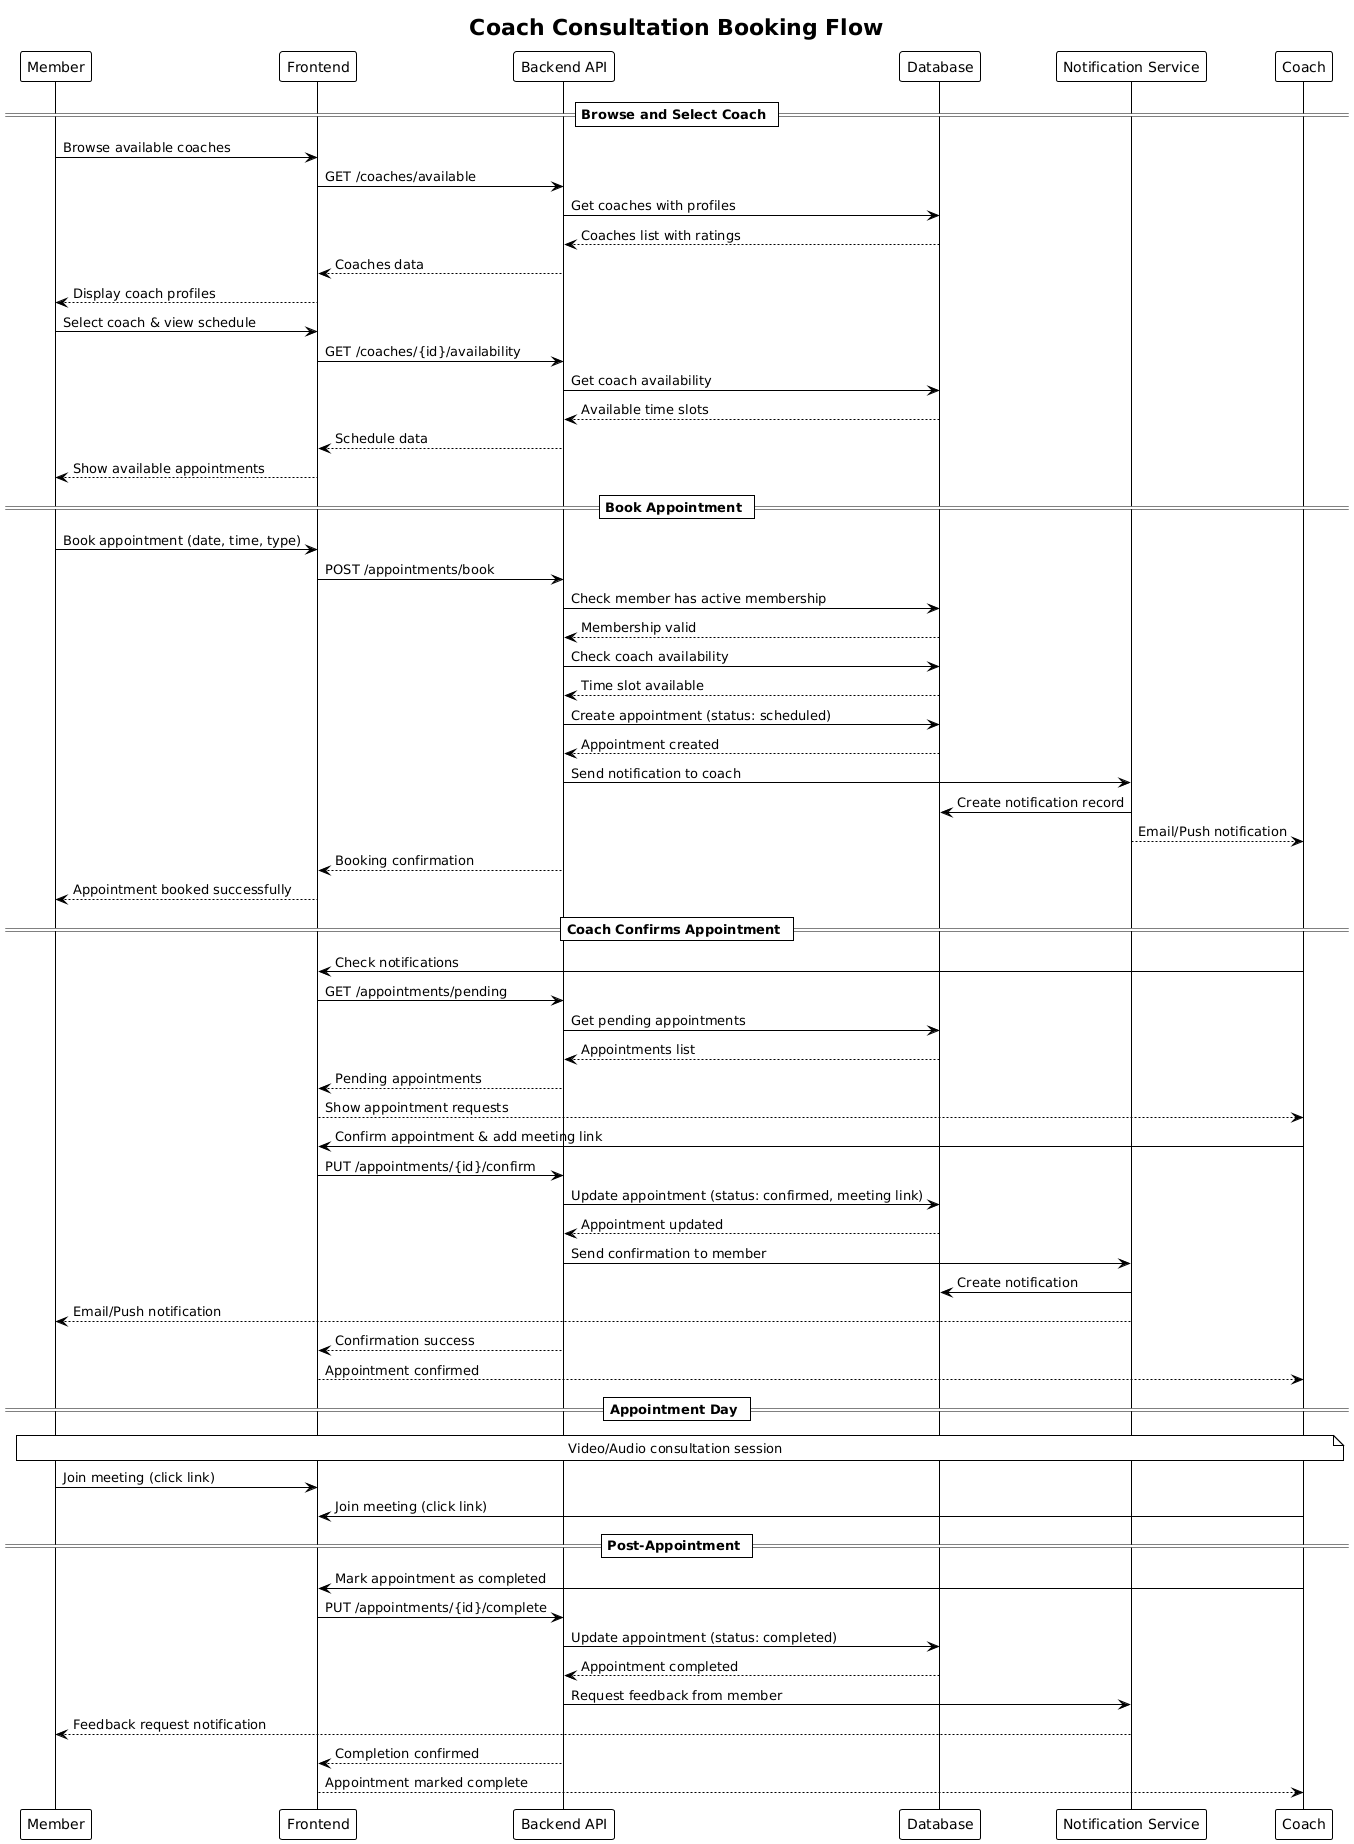 Coach Consultation Booking Flow
Member
Frontend
Backend API
Database
Notification Service
Coach
Browse and Select Coach
Browse available coaches
GET /coaches/available
Get coaches with profiles
Coaches list with ratings
Coaches data
Display coach profiles
Select coach & view schedule
GET /coaches/{id}/availability
Get coach availability
Available time slots
Schedule data
Show available appointments
Book Appointment
Book appointment (date, time, type)
POST /appointments/book
Check member has active membership
Membership valid
Check coach availability
Time slot available
Create appointment (status: scheduled)
Appointment created
Send notification to coach
Create notification record
Email/Push notification
Booking confirmation
Appointment booked successfully
Coach Confirms Appointment
Check notifications
GET /appointments/pending
Get pending appointments
Appointments list
Pending appointments
Show appointment requests
Confirm appointment & add meeting link
PUT /appointments/{id}/confirm
Update appointment (status: confirmed, meeting link)
Appointment updated
Send confirmation to member
Create notification
Email/Push notification
Confirmation success
Appointment confirmed
Appointment Day
Video/Audio consultation session
Join meeting (click link)
Join meeting (click link)
Post-Appointment
Mark appointment as completed
PUT /appointments/{id}/complete
Update appointment (status: completed)
Appointment completed
Request feedback from member
Feedback request notification
Completion confirmed
Appointment marked complete
Member
Frontend
Backend API
Database
Notification Service
Coach